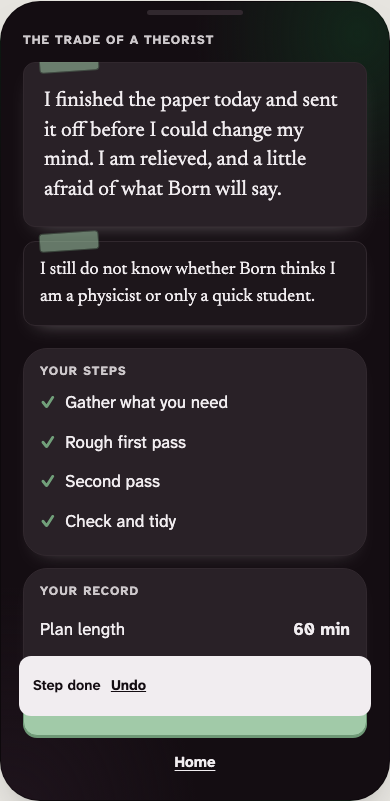 THE TRADE OF A THEORIST
I finished the paper today and sent
it off before I could change my
mind. I am relieved, and a little
afraid of what Born will say.
I still do not know whether Born thinks I
am a physicist or only a quick student.
YOUR STEPS
Gather what you need
Rough first pass
Second pass
Check and tidy
YOUR RECORD
Plan length 60 min
Step done Undo
Home